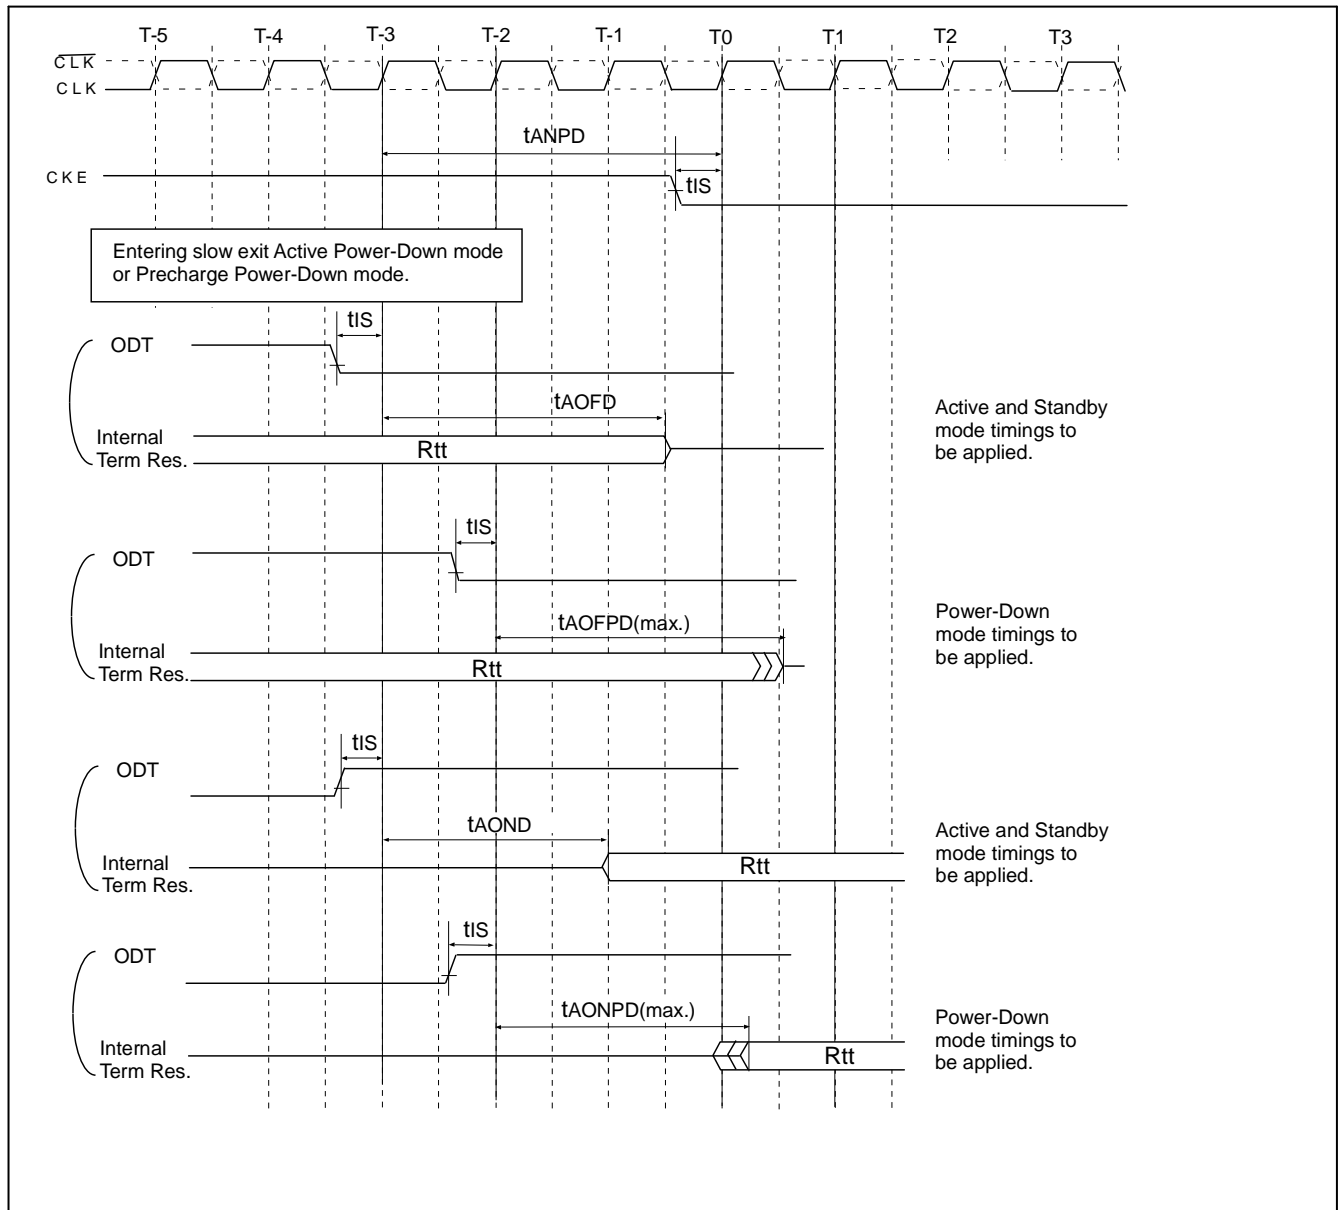 T-5 T-4 T-3 T-2 T-1 T0 T1 T2 T3
CLK
CLK
tANPD
CKE
tIS
Entering slow exit Active Power-Down mode
or Precharge Power-Down mode.
tIS
ODT
tAOFD
Active and Standby
mode timings to
be applied.
Internal
Term Res.
Rtt
tIS
ODT
tAOFPD(max.)
Power-Down
mode timings to
be applied.
Internal
Term Res.
Rtt
tIS
ODT
tAOND
Active and Standby
mode timings to
be applied.
Internal
Term Res.
Rtt
tIS
ODT
tAONPD(max.)
Power-Down
mode timings to
be applied.
Internal
Term Res.
Rtt